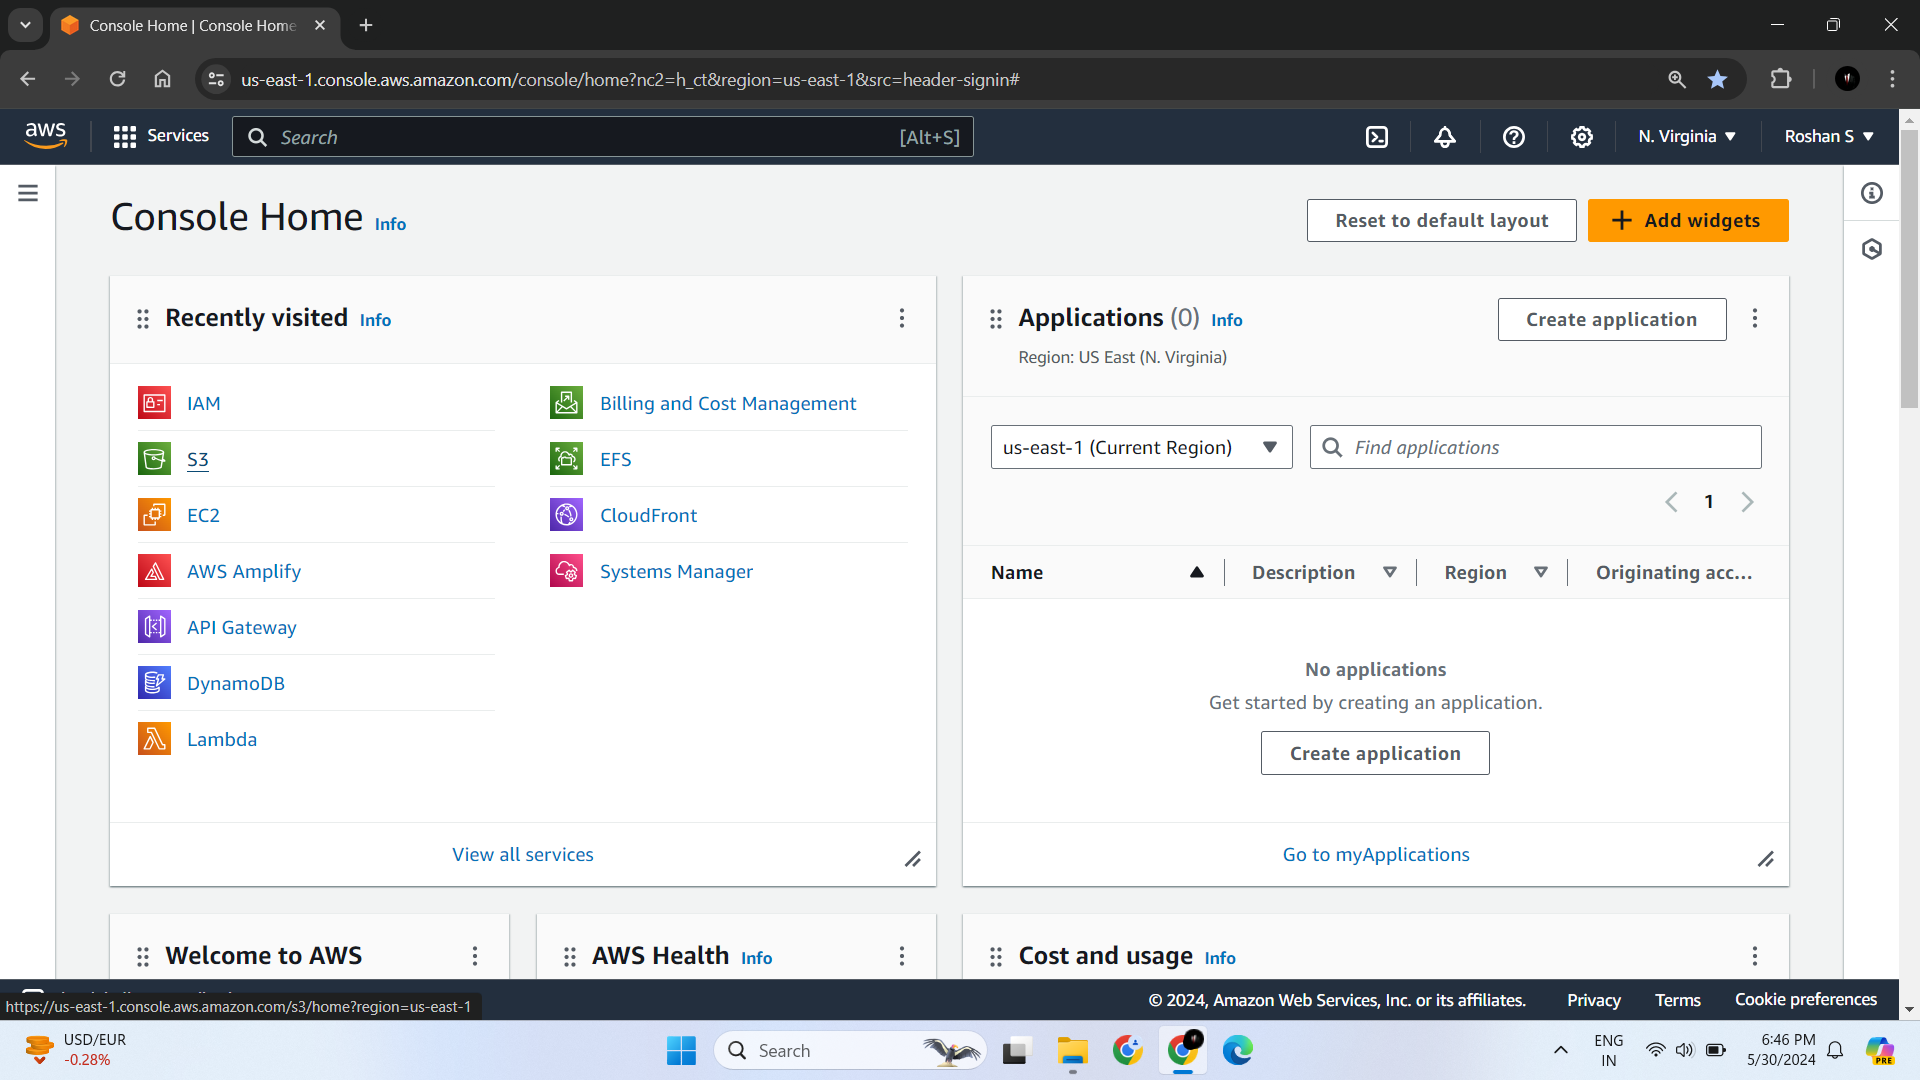 Console Home | Console Home
us-east-1.console.aws.amazon.com/console/home?nc2=h_ct&region=us-east-1&src=header-signin#
aws
Services
Search
[Alt+S]
N. Virginia
Roshan S
Console Home
Info
Reset to default layout
Add widgets
Recently visited
Info
IAM
S3
EC2
AWS Amplify
API Gateway
DynamoDB
Lambda
Billing and Cost Management
EFS
CloudFront
Systems Manager
View all services
Applications (0)
Info
Create application
Region: US East (N. Virginia)
us-east-1 (Current Region)
Find applications
1
Name
Description
Region
Originating acc...
No applications
Get started by creating an application.
Create application
Go to myApplications
Welcome to AWS
AWS Health
Info
Cost and usage
Info
https://us-east-1.console.aws.amazon.com/s3/home?region=us-east-1
© 2024, Amazon Web Services, Inc. or its affiliates.
Privacy
Terms
Cookie preferences
USD/EUR
-0.28%
Search
ENG
IN
6:46 PM
5/30/2024
PRE